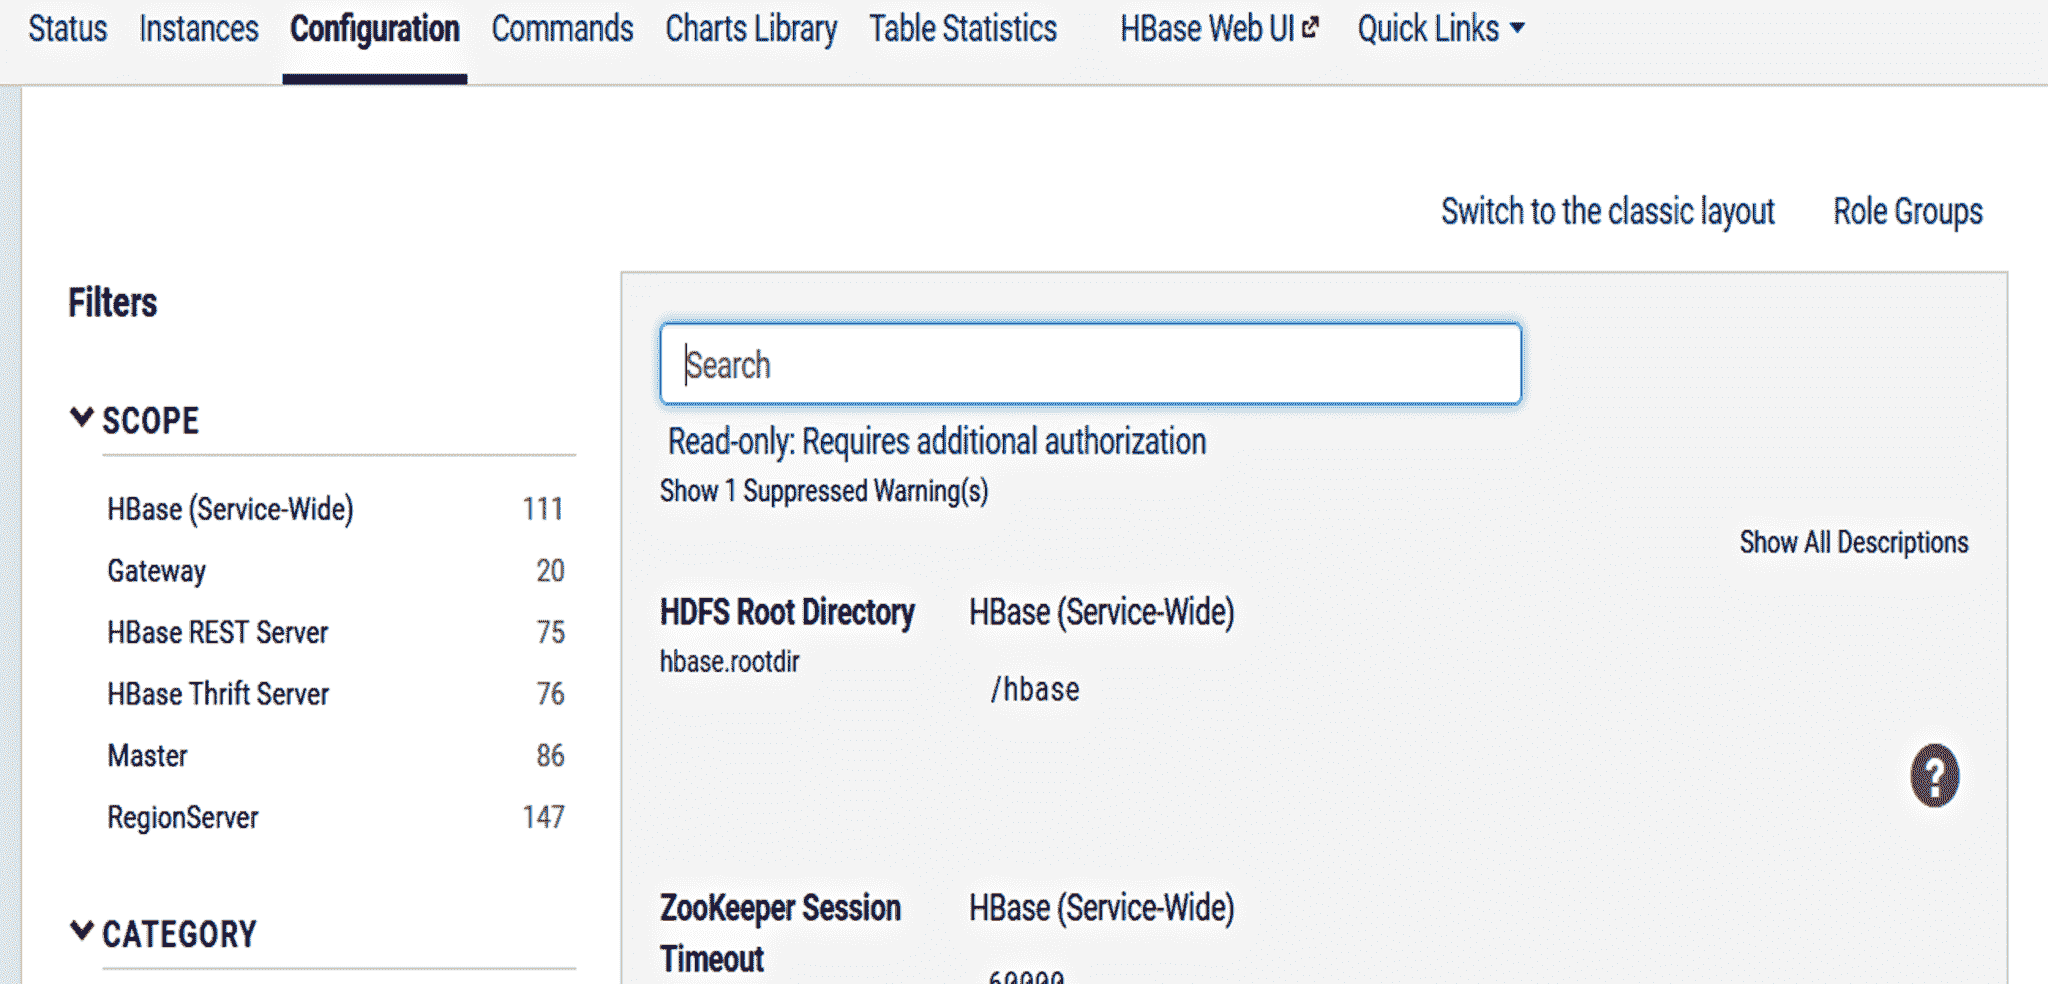 Status Instances Configuration Commands Charts Library Table Statistics HBase Web UI Quick Links
Switch to the classic layout Role Groups
Filters
Search
SCOPE
Read-only: Requires additional authorization
Show 1 Suppressed Warning(s)
HBase (Service-Wide) 111
Show All Descriptions
Gateway 20
HDFS Root Directory HBase (Service-Wide)
HBase REST Server 75
hbase.rootdir
/hbase
HBase Thrift Server 76
Master 86
?
RegionServer 147
ZooKeeper Session HBase (Service-Wide)
CATEGORY
Timeout
60000